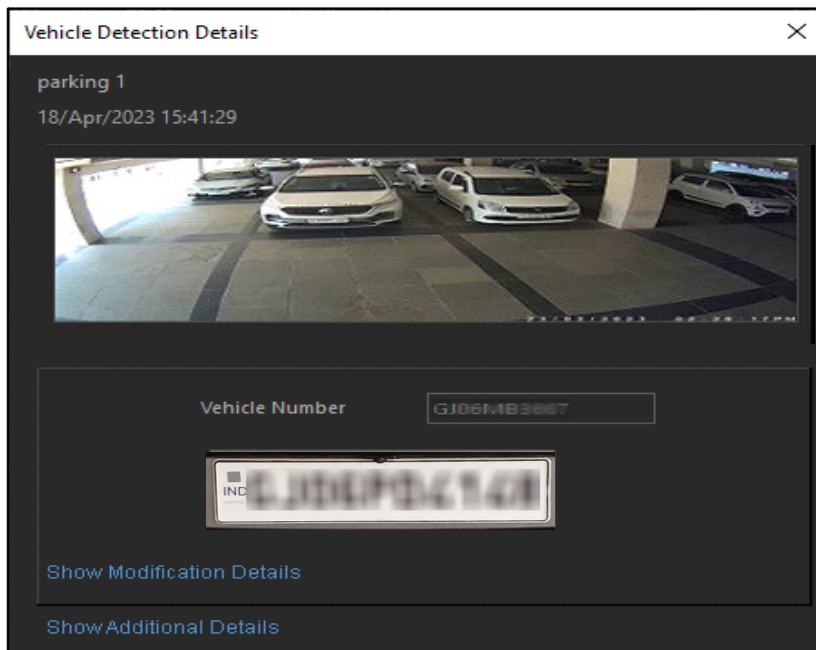 Vehicle Detection Details
parking 1
18/Apr/2023 15:41:29
Vehicle Number
IND
Show Modification Details
Show Additional Details